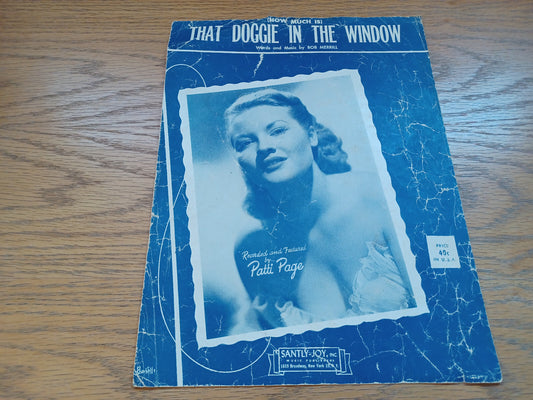 (HOW MUCH IS)
THAT DOGGIE IN THE WINDOW
Words and Music by BOB MERRILL
Recorded and Featured
by
Patti Page
PRICE
40c
IN U.S.A.
SANTLY-JOY, INC.
MUSIC PUBLISHERS
1619 Broadway, New York 19, N.Y.